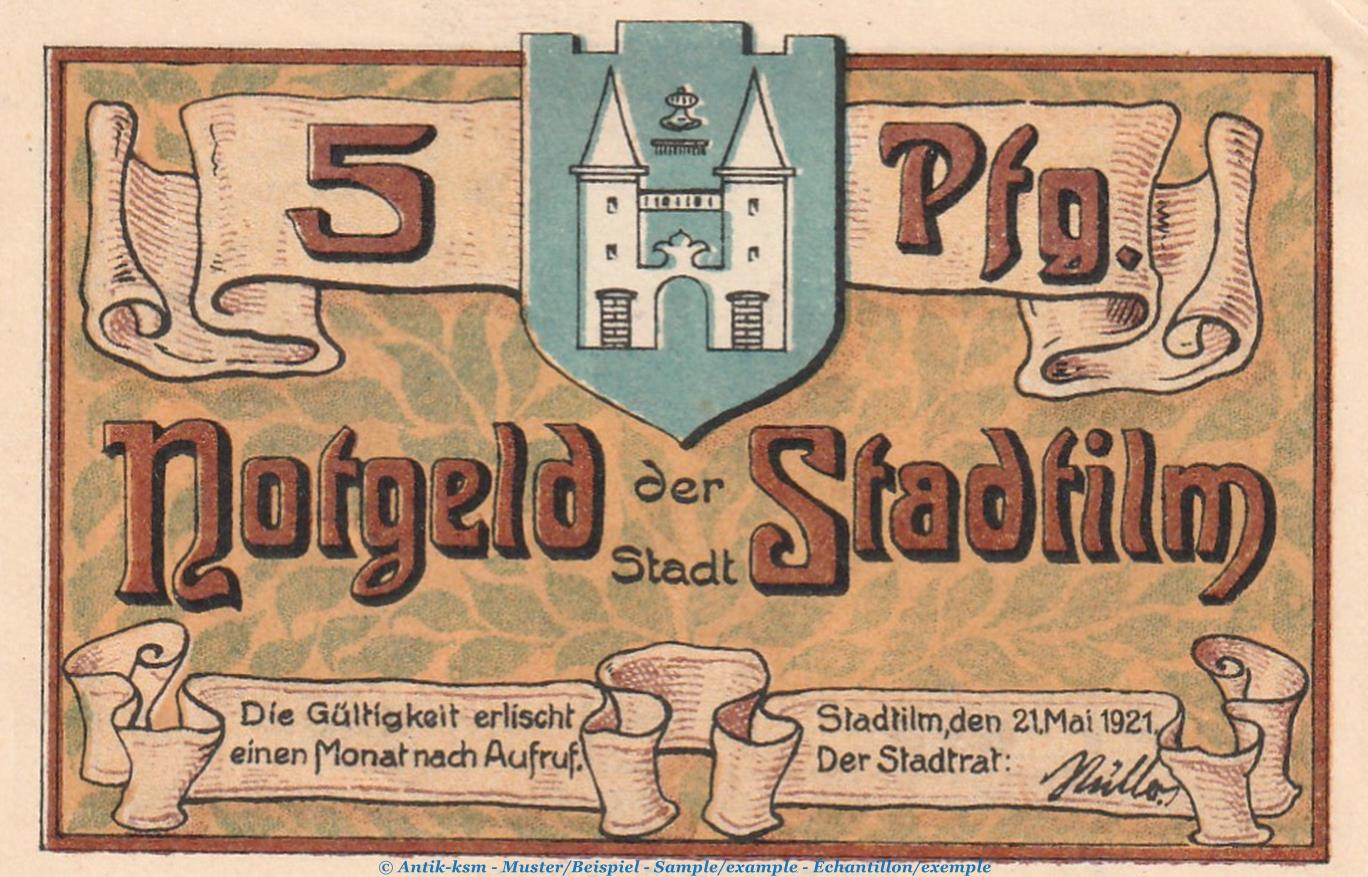 5 Pfg.
Notgeld der Stadt Stadtilm
Die Gültigkeit erlischt
einen Monat nach Aufruf.
Stadtilm, den 21. Mai 1921.
Der Stadtrat:
© Antik-ksm - Muster/Beispiel - Sample/example - Échantillon/exemple